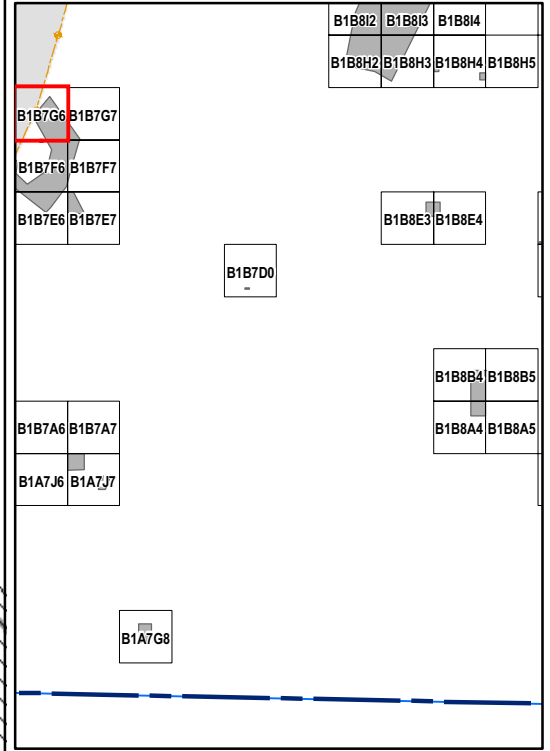 B1B8I2 B1B8I3 B1B8I4
B1B8H2 B1B8H3 B1B8H4 B1B8H5
B1B7G6 B1B7G7
B1B7F6 B1B7F7
B1B7E6 B1B7E7 B1B8E3 B1B8E4
B1B7D0
B1B8B4 B1B8B5
B1B7A6 B1B7A7 B1B8A4 B1B8A5
B1A7J6 B1A7J7
B1A7G8